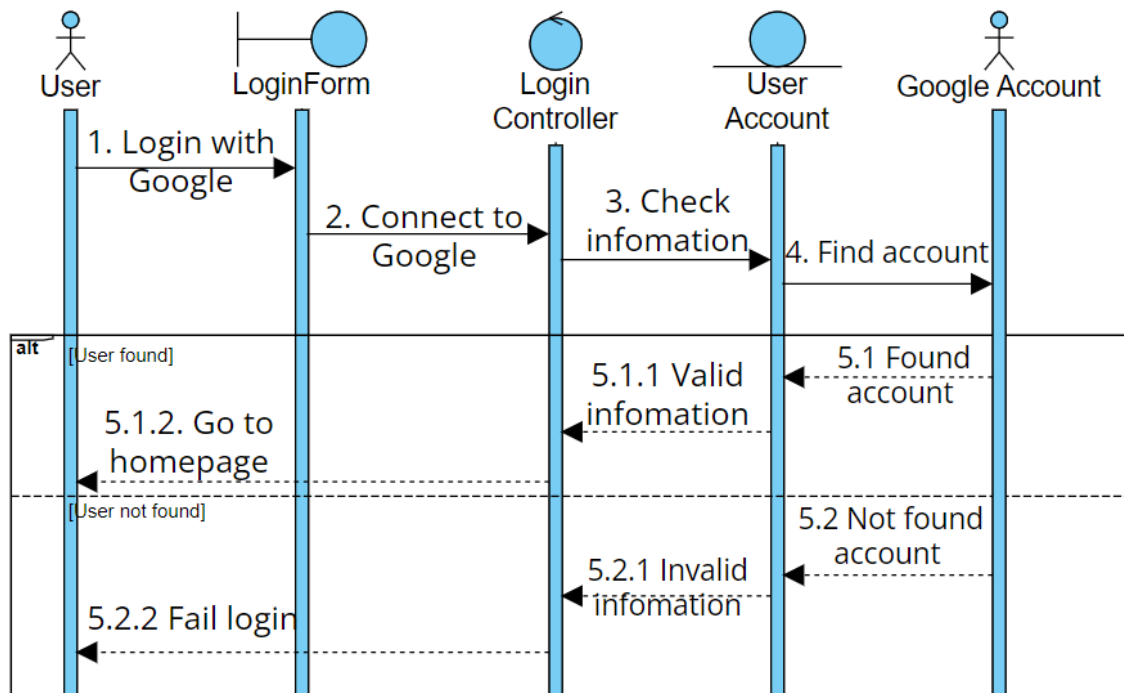 User
LoginForm
Login
Controller
User
Account
Google Account
1. Login with
Google
2. Connect to
Google
3. Check
infomation
4. Find account
alt
[User found]
5.1 Found
account
5.1.1 Valid
infomation
5.1.2. Go to
homepage
[User not found]
5.2 Not found
account
5.2.1 Invalid
infomation
5.2.2 Fail login